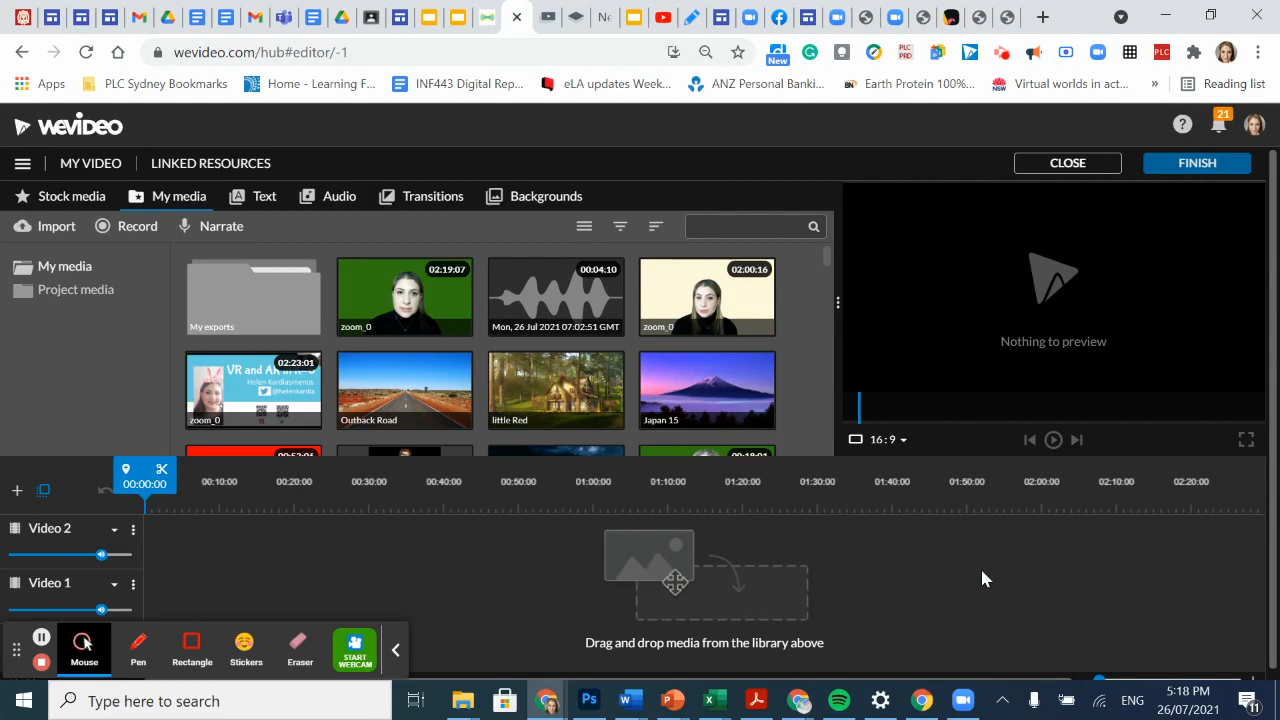 Ne
wevideo.com/hub#editor/-1
New
PLC PRD
PLC
Apps
PLC Sydney Bookmarks
Home - Learning F...
INF443 Digital Rep...
eLA updates Week...
ANZ Personal Banki...
Earth Protein 100%...
Virtual worlds in act...
»
Reading list
WEVIDEO
21
MY VIDEO
LINKED RESOURCES
CLOSE
FINISH
Stock media
My media
Text
Audio
Transitions
Backgrounds
Import
Record
Narrate
My media
Project media
My exports
02:19:07
zoom_0
00:04:10
Mon, 26 Jul 2021 07:02:51 GMT
02:00:16
zoom_0
02:23:01
VR and AR in K-6
Helen Kardiasmenos
@helenkardia
zoom_0
Outback Road
little Red
Japan 15
Nothing to preview
16:9
00:00:00
00:10:00
00:20:00
00:30:00
00:40:00
00:50:00
01:00:00
01:10:00
01:20:00
01:30:00
01:40:00
01:50:00
02:00:00
02:10:00
02:20:00
Video 2
Video 1
Drag and drop media from the library above
Mouse
Pen
Rectangle
Stickers
Eraser
START WEBCAM
Type here to search
ENG
5:18 PM
26/07/2021
11